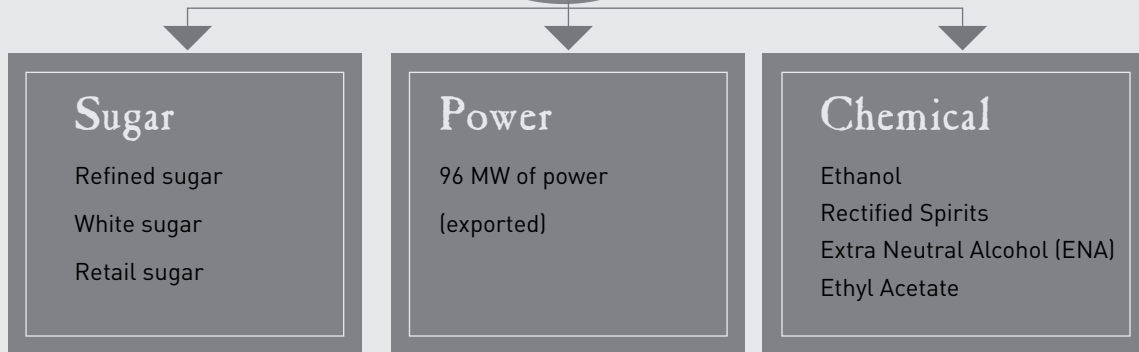 Sugar
Refined sugar
White sugar
Retail sugar
Power
96 MW of power
(exported)
Chemical
Ethanol
Rectified Spirits
Extra Neutral Alcohol (ENA)
Ethyl Acetate